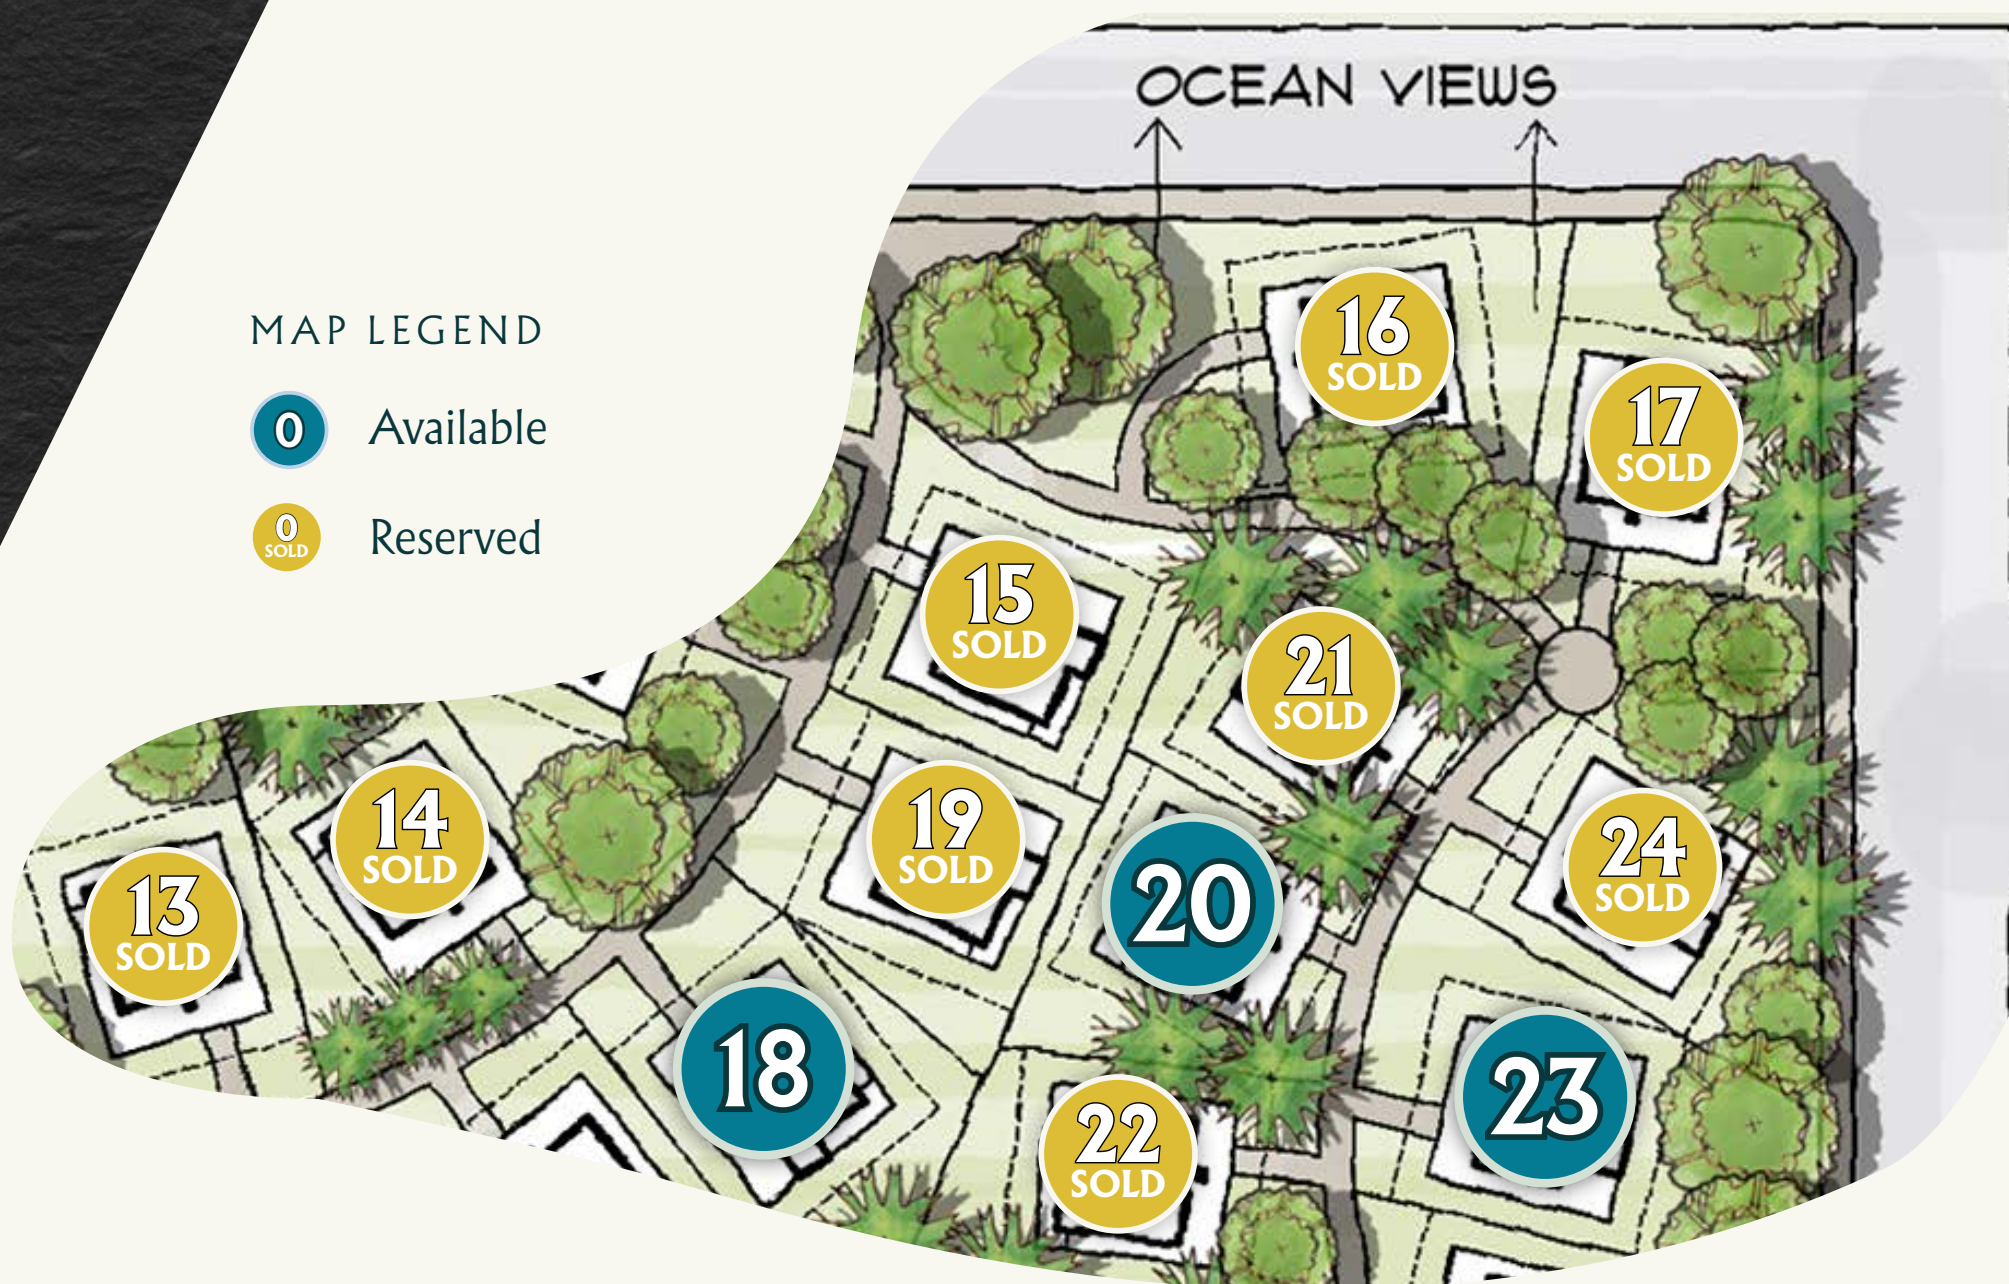 OCEAN VIEWS
MAP LEGEND
0 Available
0
SOLD
Reserved
16
SOLD
17
SOLD
15
SOLD
21
SOLD
14
SOLD
19
SOLD
24
SOLD
13
SOLD
20
18
23
22
SOLD